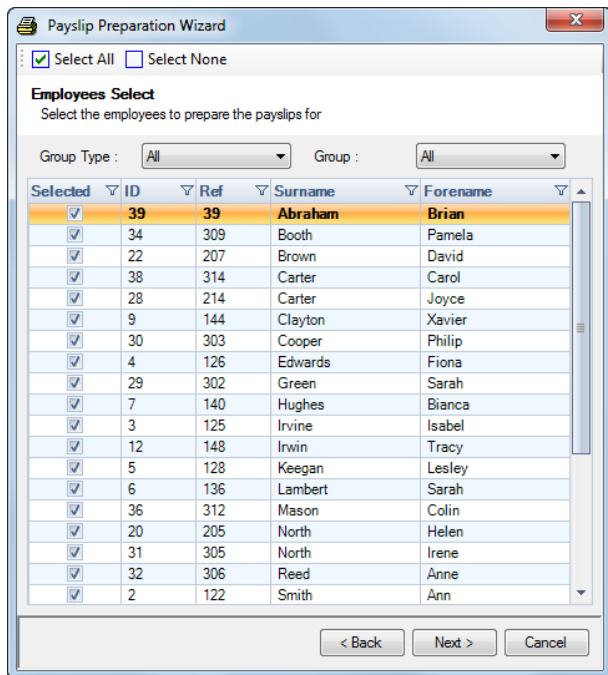 Payslip Preparation Wizard
Select All Select None
Employees Select
Select the employees to prepare the payslips for
Group Type : All Group : All
Selected ID Ref Surname Forename
39 39 Abraham Brian
34 309 Booth Pamela
22 207 Brown David
38 314 Carter Carol
28 214 Carter Joyce
9 144 Clayton Xavier
30 303 Cooper Philip
4 126 Edwards Fiona
29 302 Green Sarah
7 140 Hughes Bianca
3 125 Irvine Isabel
12 148 Irwin Tracy
5 128 Keegan Lesley
6 136 Lambert Sarah
36 312 Mason Colin
20 205 North Helen
31 305 North Irene
32 306 Reed Anne
2 122 Smith Ann
< Back Next > Cancel